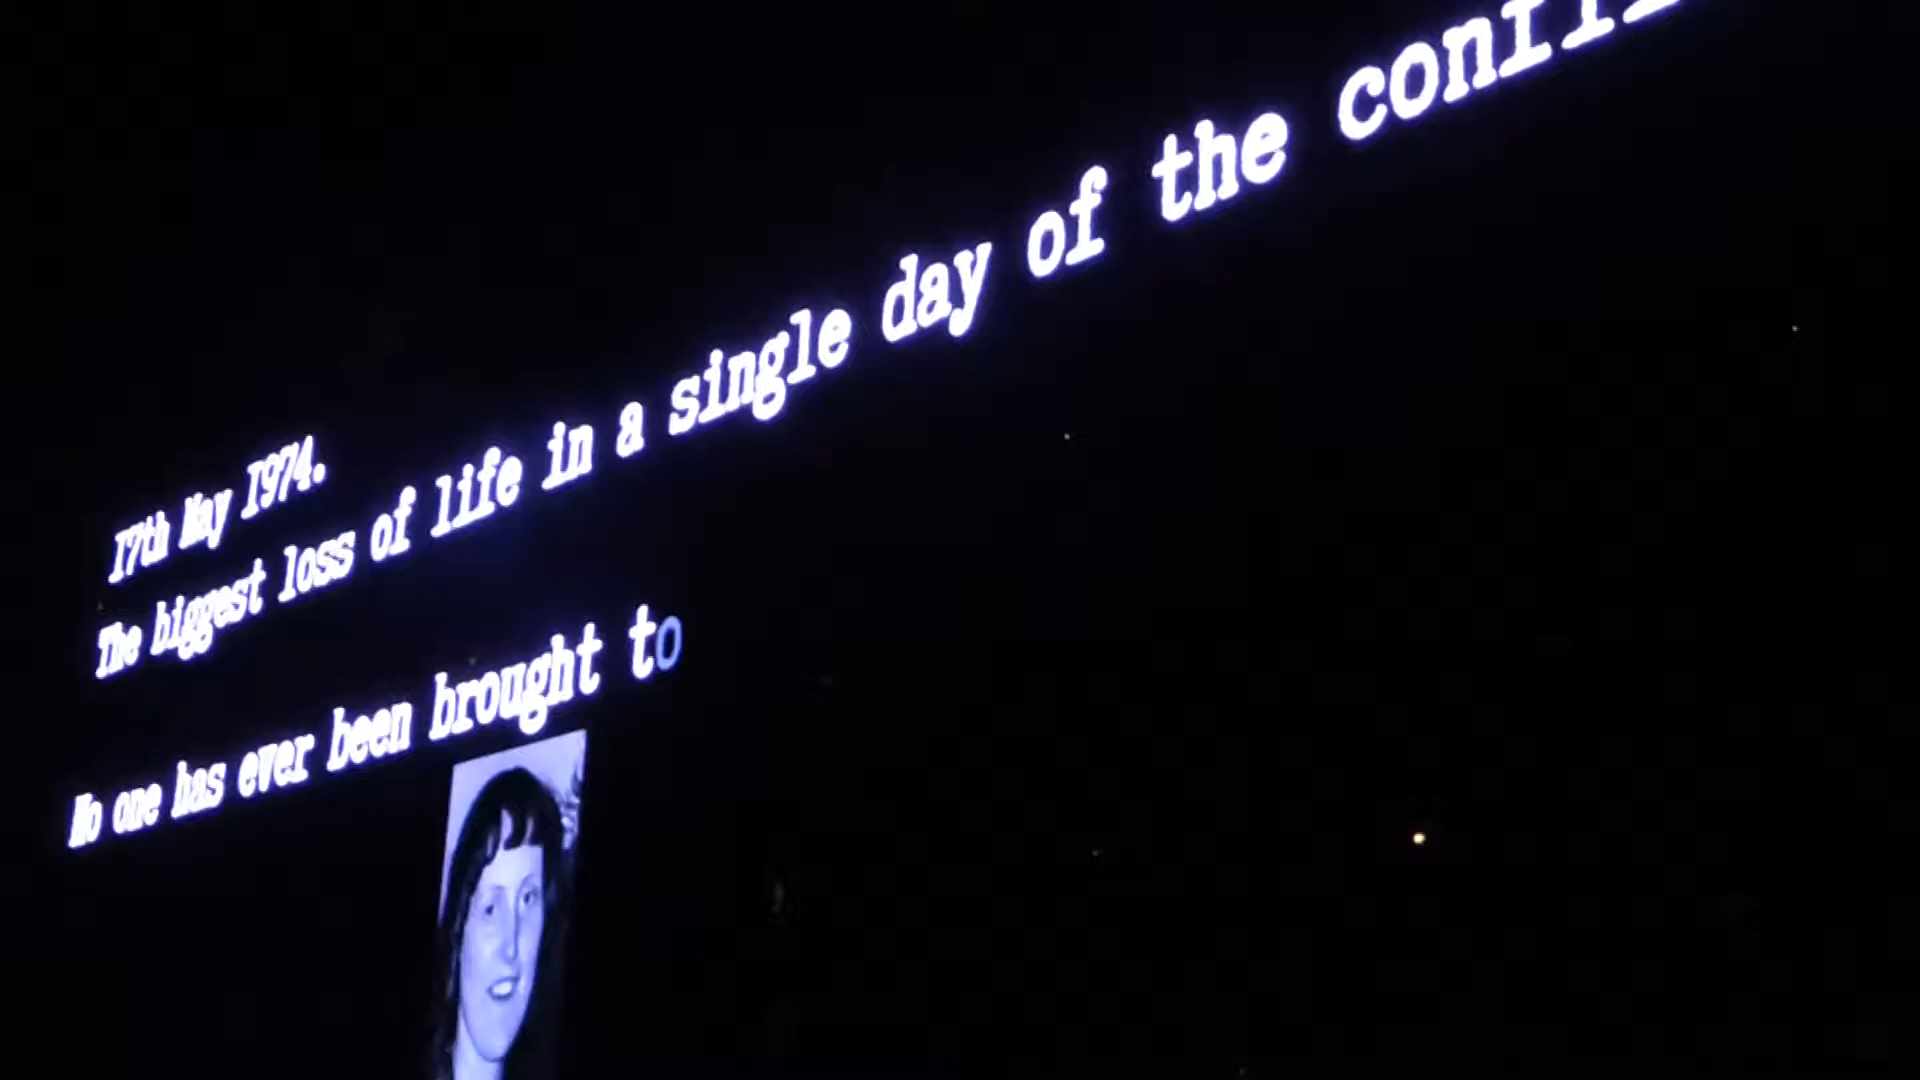 17th May 1974.
The biggest loss of life in a single day of the
No one has ever been brought to